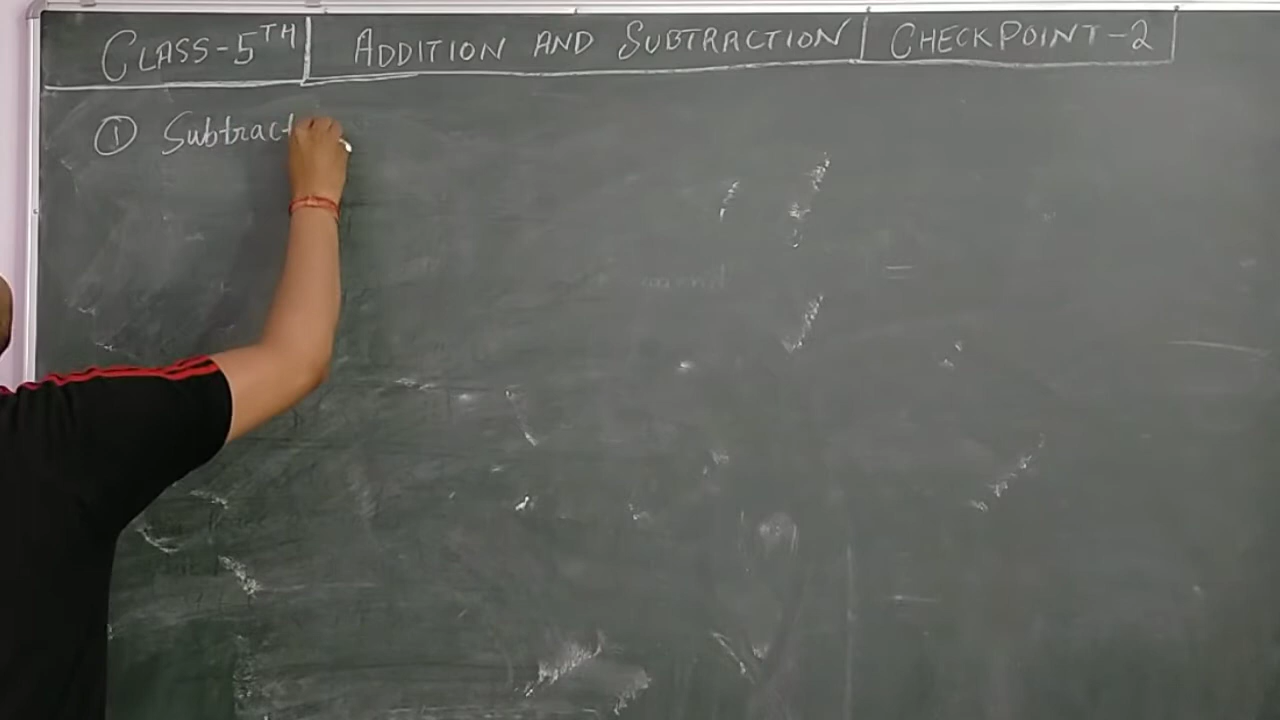 CLASS-5TH ADDITION AND SUBTRACTION CHECKPOINT-2
① Subtract